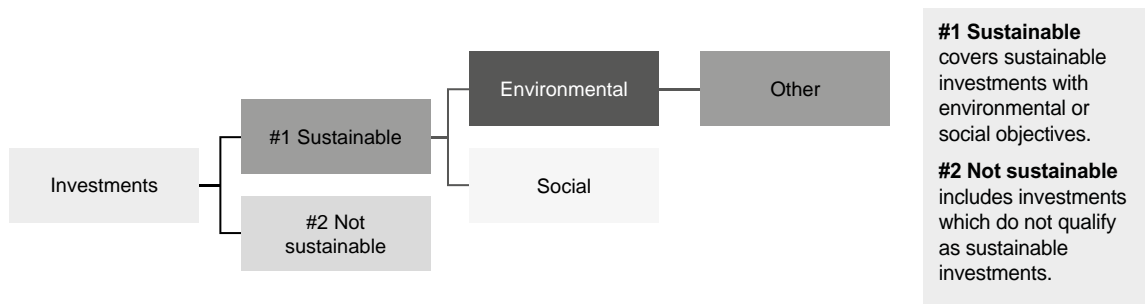 Investments
#1 Sustainable
#2 Not
sustainable
Environmental
Social
Other
#1 Sustainable
covers sustainable
investments with
environmental or
social objectives.
#2 Not sustainable
includes investments
which do not qualify
as sustainable
investments.